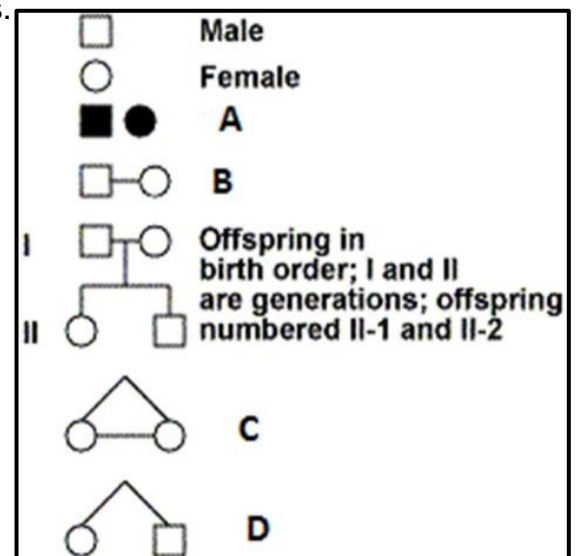 s.
Male
Female
A
B
I
Offspring in
birth order; I and II
are generations; offspring
II
numbered II-1 and II-2
C
D